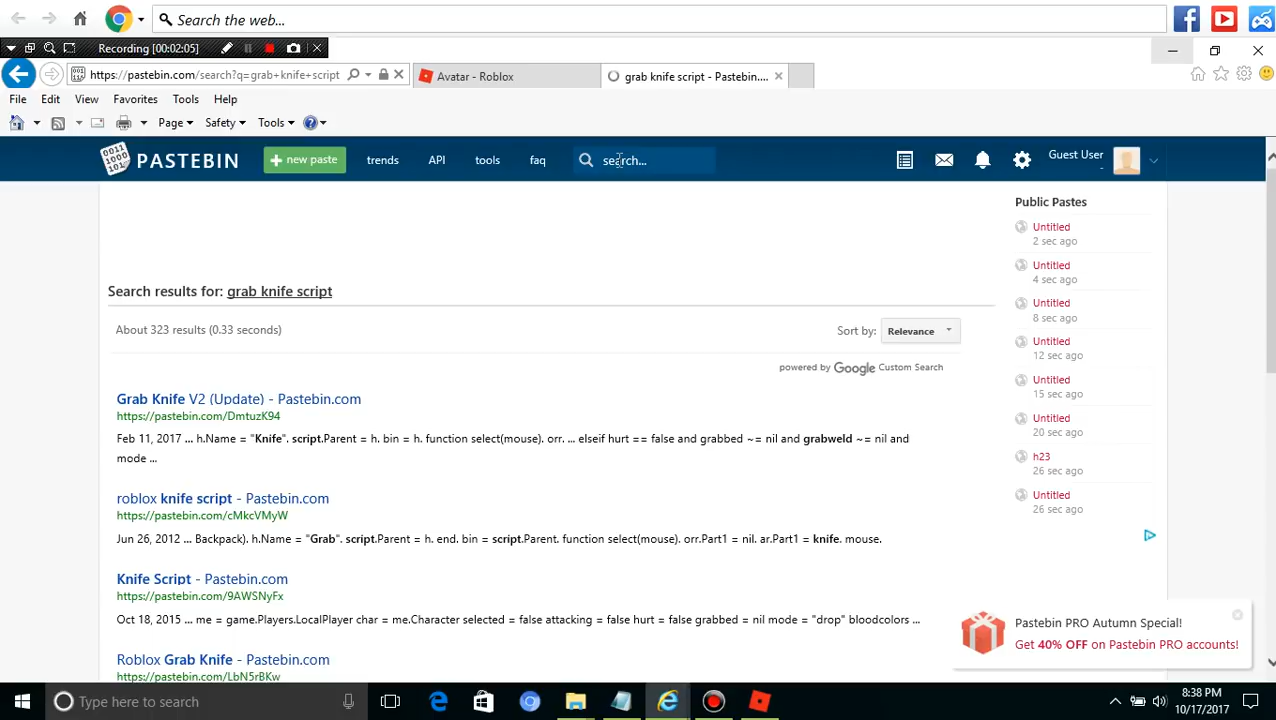 Search the web...
Recording [00:02:05]
https://pastebin.com/search?q=grab+knife+script
Avatar - Roblox
grab knife script - Pastebin....
File Edit View Favorites Tools Help
Page Safety Tools
PASTEBIN
new paste
trends
API
tools
faq
search...
Guest User
-
Public Pastes
Untitled
2 sec ago
Untitled
4 sec ago
Untitled
8 sec ago
Untitled
12 sec ago
Untitled
15 sec ago
Untitled
20 sec ago
h23
26 sec ago
Untitled
26 sec ago
Search results for: grab knife script
About 323 results (0.33 seconds)
Sort by: Relevance
powered by Google Custom Search
Grab Knife V2 (Update) - Pastebin.com
https://pastebin.com/DmtuzK94
Feb 11, 2017 ... h.Name = "Knife". script.Parent = h. bin = h. function select(mouse). orr. ... elseif hurt == false and grabbed ~= nil and grabweld ~= nil and
mode ...
roblox knife script - Pastebin.com
https://pastebin.com/cMkcVMyW
Jun 26, 2012 ... Backpack). h.Name = "Grab". script.Parent = h. end. bin = script.Parent. function select(mouse). orr.Part1 = nil. ar.Part1 = knife. mouse.
Knife Script - Pastebin.com
https://pastebin.com/9AWSNyFx
Oct 18, 2015 ... me = game.Players.LocalPlayer char = me.Character selected = false attacking = false hurt = false grabbed = nil mode = "drop" bloodcolors ...
Roblox Grab Knife - Pastebin.com
https://pastebin.com/LbN5rBKw
Pastebin PRO Autumn Special!
Get 40% OFF on Pastebin PRO accounts!
Type here to search
8:38 PM
10/17/2017